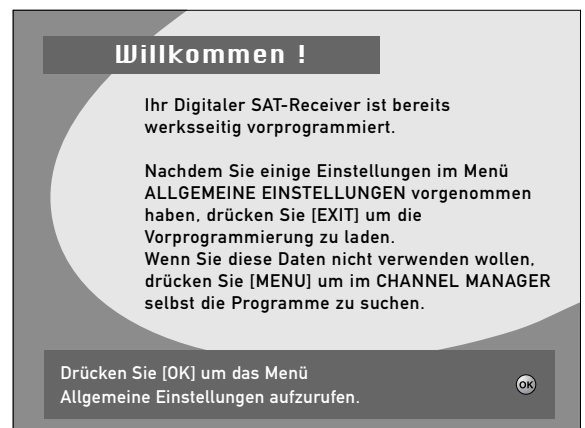 Willkommen !
Ihr Digitaler SAT-Receiver ist bereits
werksseitig vorprogrammiert.
Nachdem Sie einige Einstellungen im Menü
ALLGEMEINE EINSTELLUNGEN vorgenommen
haben, drücken Sie [EXIT] um die
Vorprogrammierung zu laden.
Wenn Sie diese Daten nicht verwenden wollen,
drücken Sie [MENU] um im CHANNEL MANAGER
selbst die Programme zu suchen.
Drücken Sie [OK] um das Menü
Allgemeine Einstellungen aufzurufen.
OK